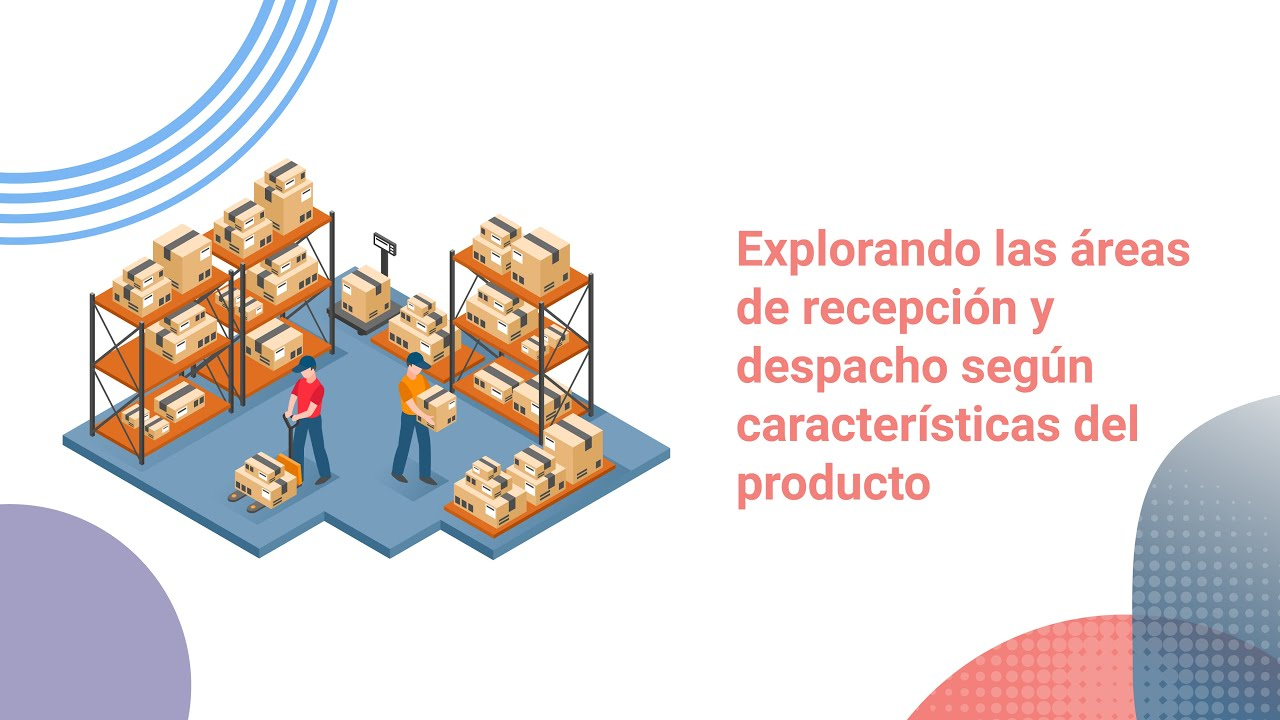 Explorando las áreas
de recepción y
despacho según
características del
producto